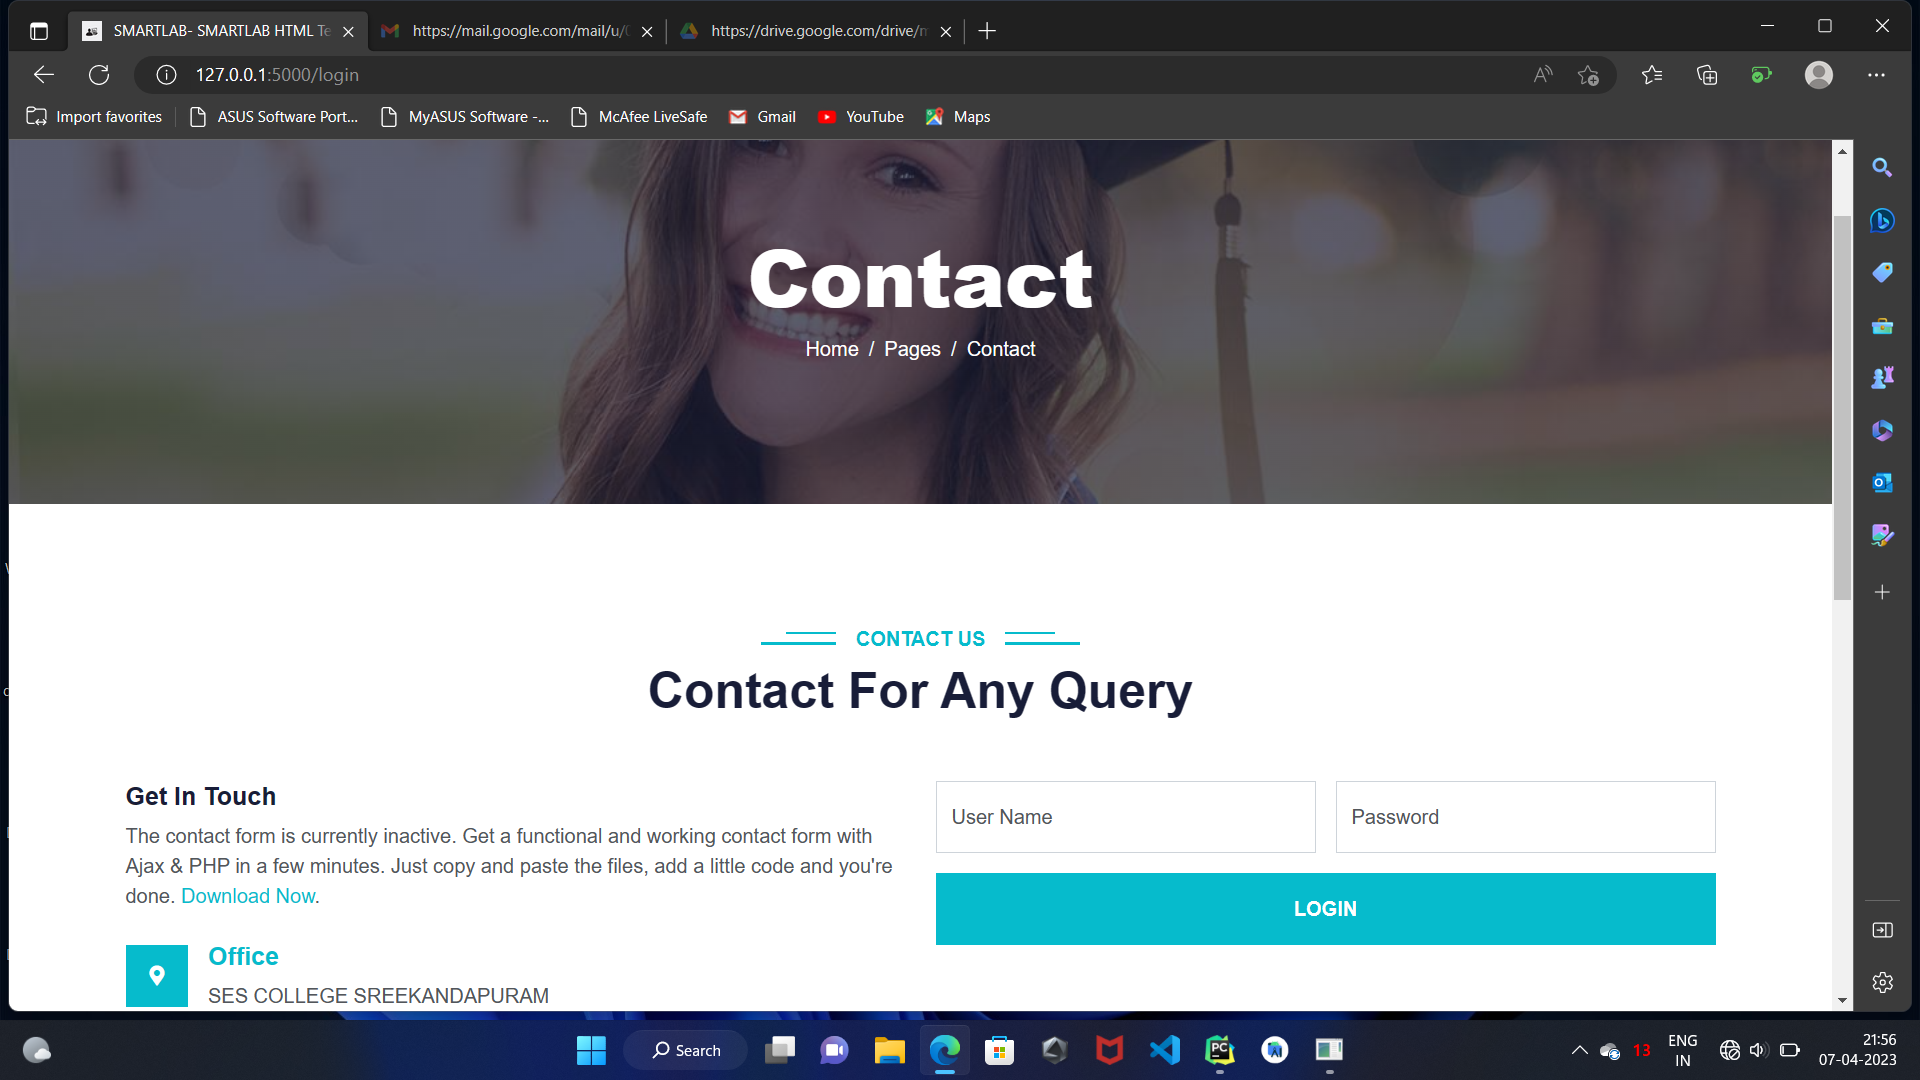 SMARTLAB- SMARTLAB HTML Te
https://mail.google.com/mail/u/0
https://drive.google.com/drive/m
127.0.0.1:5000/login
Import favorites
ASUS Software Port...
MyASUS Software -...
McAfee LiveSafe
Gmail
YouTube
Maps
Contact
Home / Pages / Contact
CONTACT US
Contact For Any Query
Get In Touch
The contact form is currently inactive. Get a functional and working contact form with
Ajax & PHP in a few minutes. Just copy and paste the files, add a little code and you're
done. Download Now.
User Name
Password
LOGIN
Office
SES COLLEGE SREEKANDAPURAM
Search
13
ENG
IN
21:56
07-04-2023